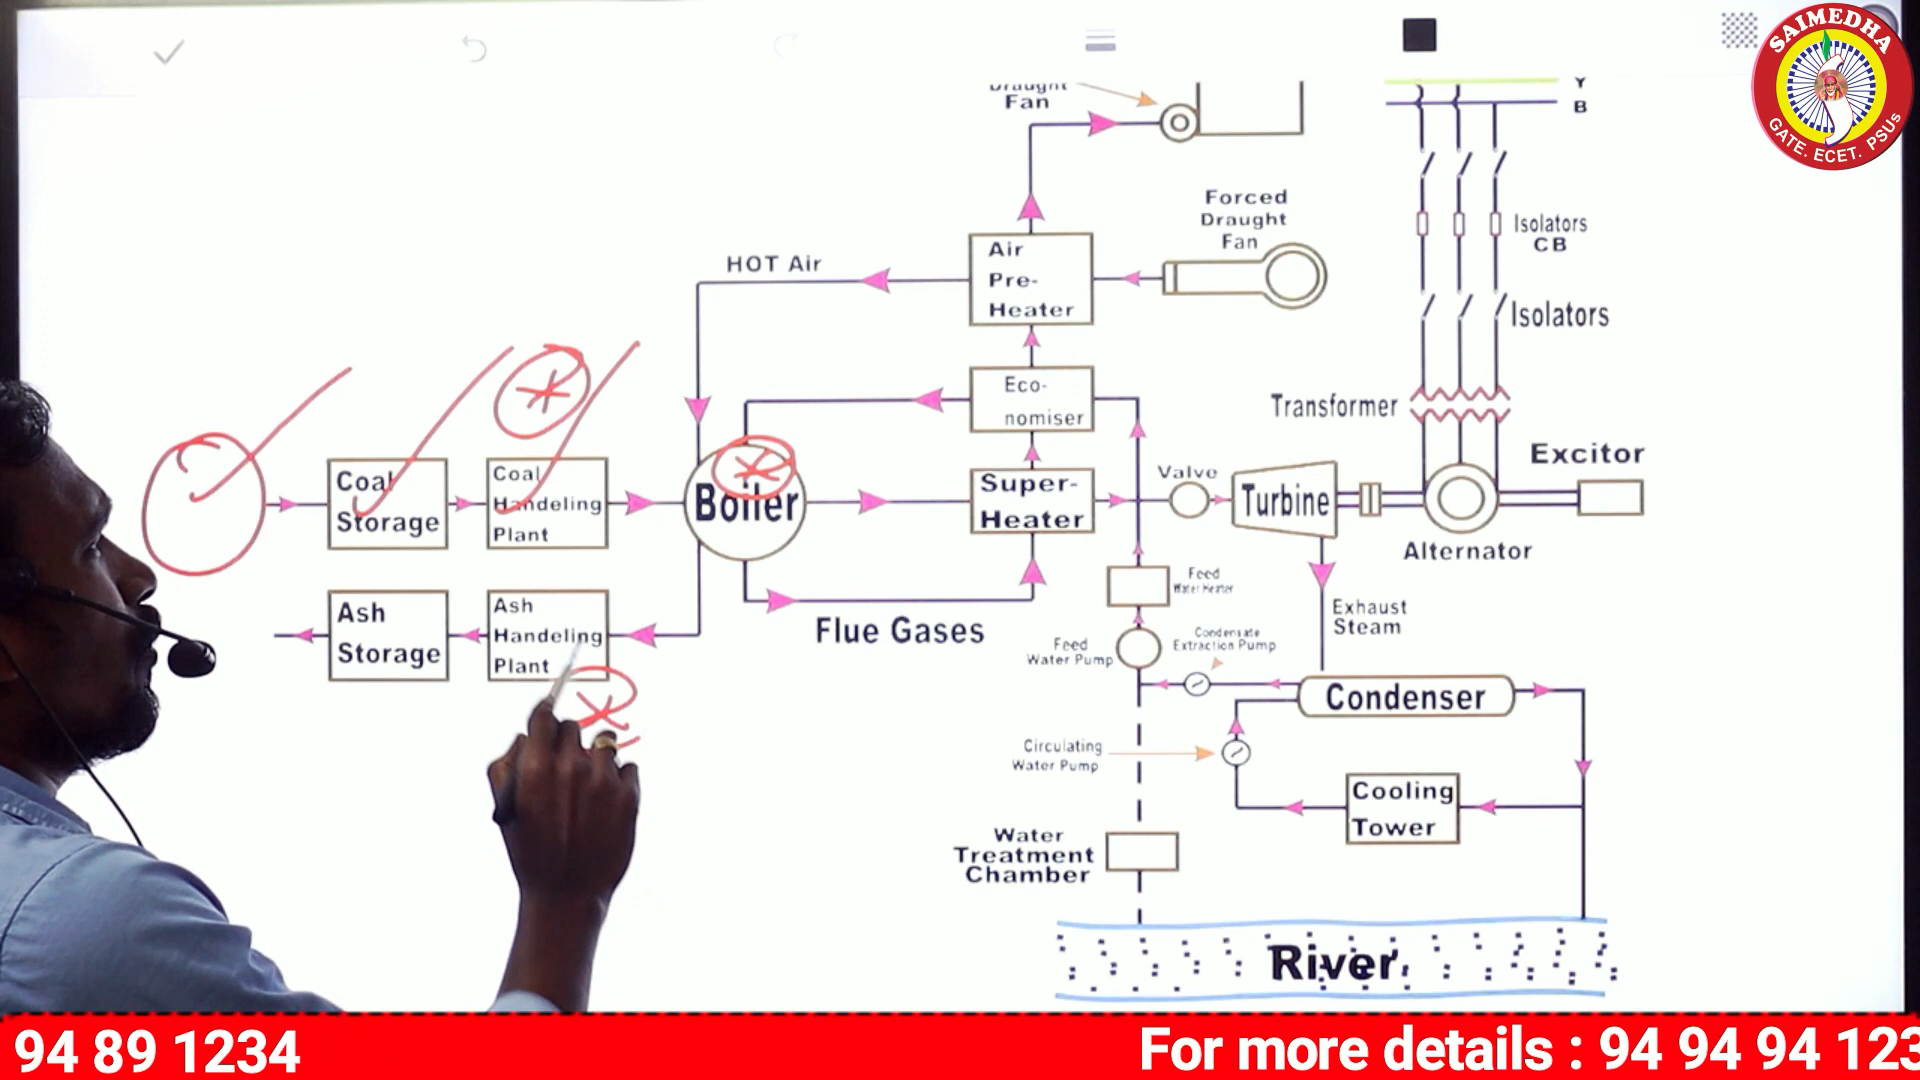 SAIMEDHA
GATE. ECET. PSUs
Draught
Fan
Y
B
Forced
Draught
Fan
Isolators
CB
HOT Air
Air
Pre-
Heater
Isolators
Eco-
nomiser
Transformer
Excitor
Coal
Storage
Coal
Handeling
Plant
Boiler
Super-
Heater
Valve
Turbine
Alternator
Ash
Storage
Ash
Handeling
Plant
Flue Gases
Feed
Water Heater
Exhaust
Steam
Feed
Water Pump
Condensate
Extraction Pump
Condenser
Circulating
Water Pump
Cooling
Tower
Water
Treatment
Chamber
River
94 89 1234
For more details : 94 94 94 123